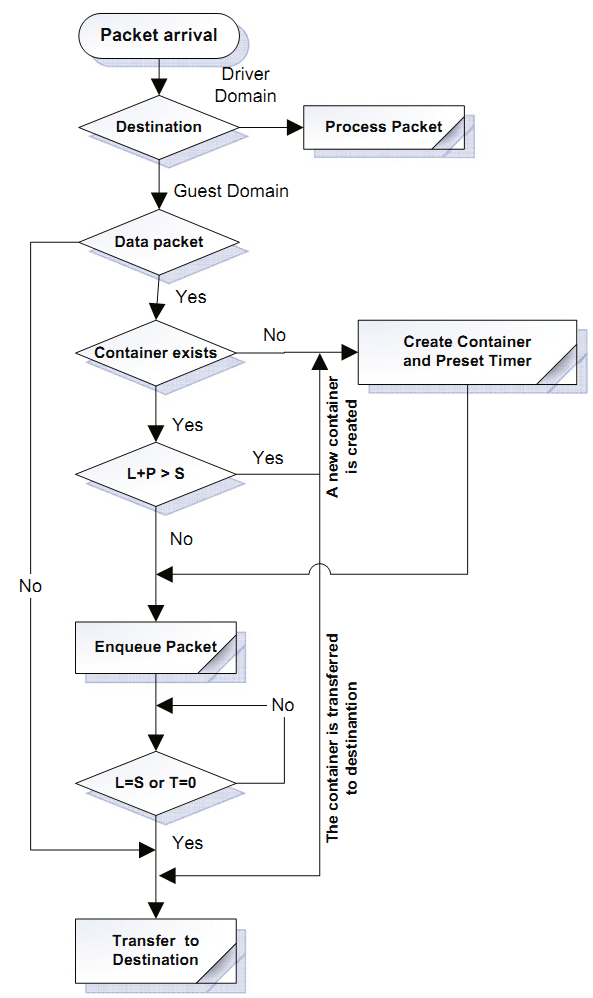 Packet arrival
Driver
Domain
Destination
Process Packet
Guest Domain
Data packet
Yes
No
Container exists
Create Container
and Preset Timer
Yes
A new container
is created
L+P > S
Yes
No
No
Enqueue Packet
The container is transferred
to destinantion
No
L=S or T=0
Yes
Transfer to
Destination